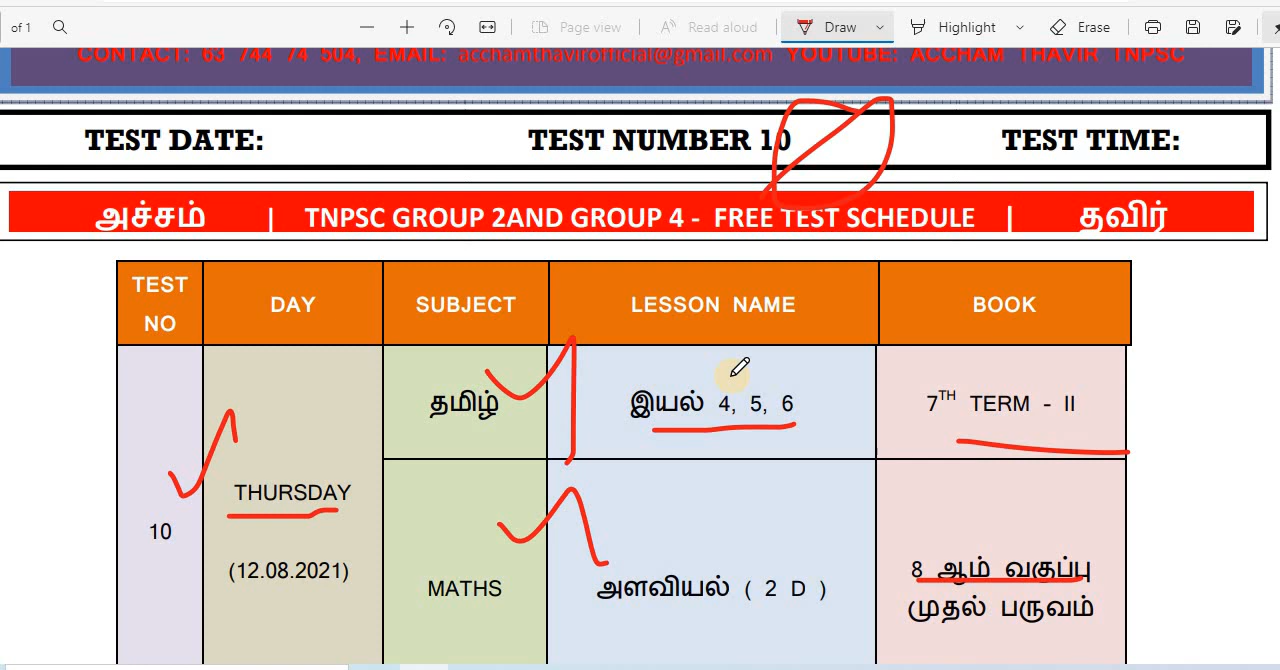 of 1 Page view Read aloud Draw Highlight Erase
CONTACT: 63 744 74 504, EMAIL: acchamthavirofficial@gmail.com YOUTUBE: ACCHAM THAVIR TNPSC
TEST DATE: TEST NUMBER 10 TEST TIME:
அச்சம் | TNPSC GROUP 2AND GROUP 4 - FREE TEST SCHEDULE | தவிர்
TEST NO DAY SUBJECT LESSON NAME BOOK
தமிழ் இயல் 4, 5, 6 7TH TERM - II
10 THURSDAY
(12.08.2021)
MATHS அளவியல் ( 2 D ) 8 ஆம் வகுப்பு
முதல் பருவம்